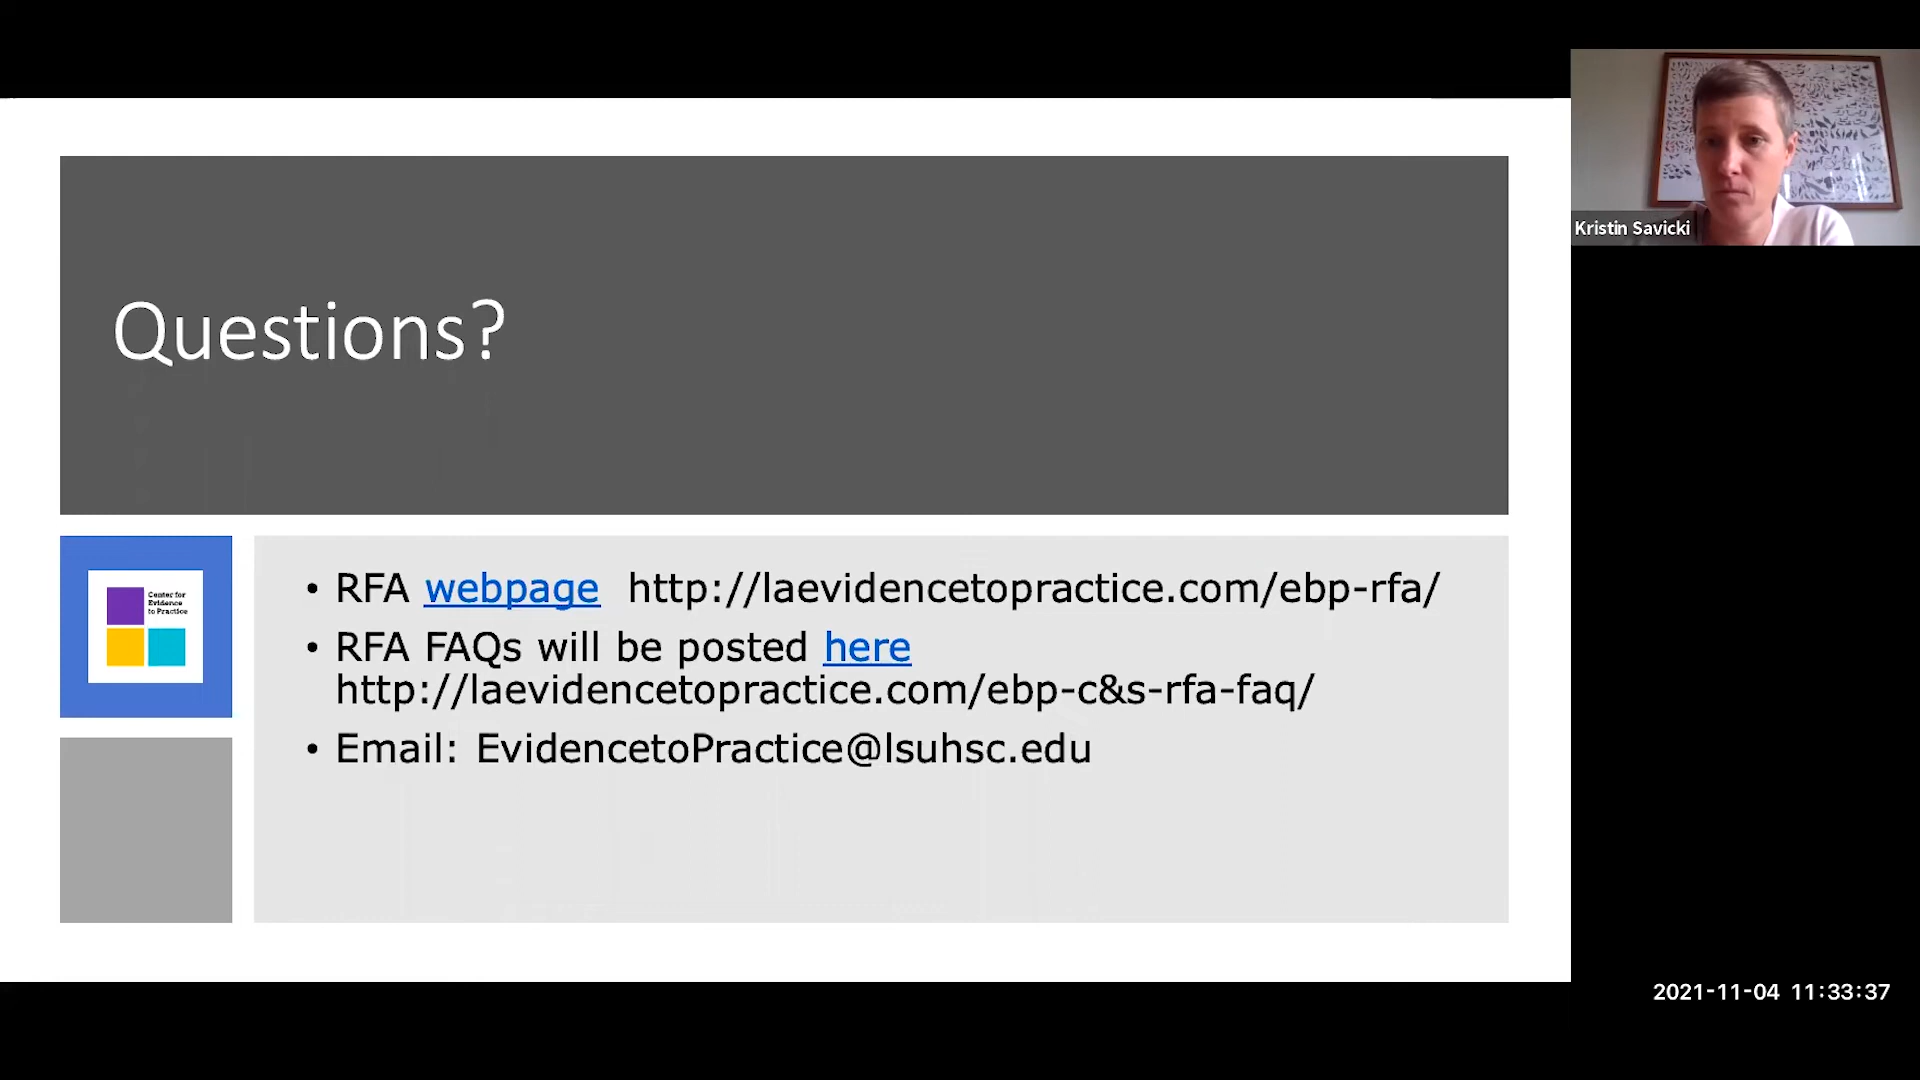 Kristin Savicki
Questions?
Center for
Evidence
to Practice
• RFA webpage  http://laevidencetopractice.com/ebp-rfa/
• RFA FAQs will be posted here
http://laevidencetopractice.com/ebp-c&s-rfa-faq/
• Email: EvidencetoPractice@lsuhsc.edu
2021-11-04 11:33:37